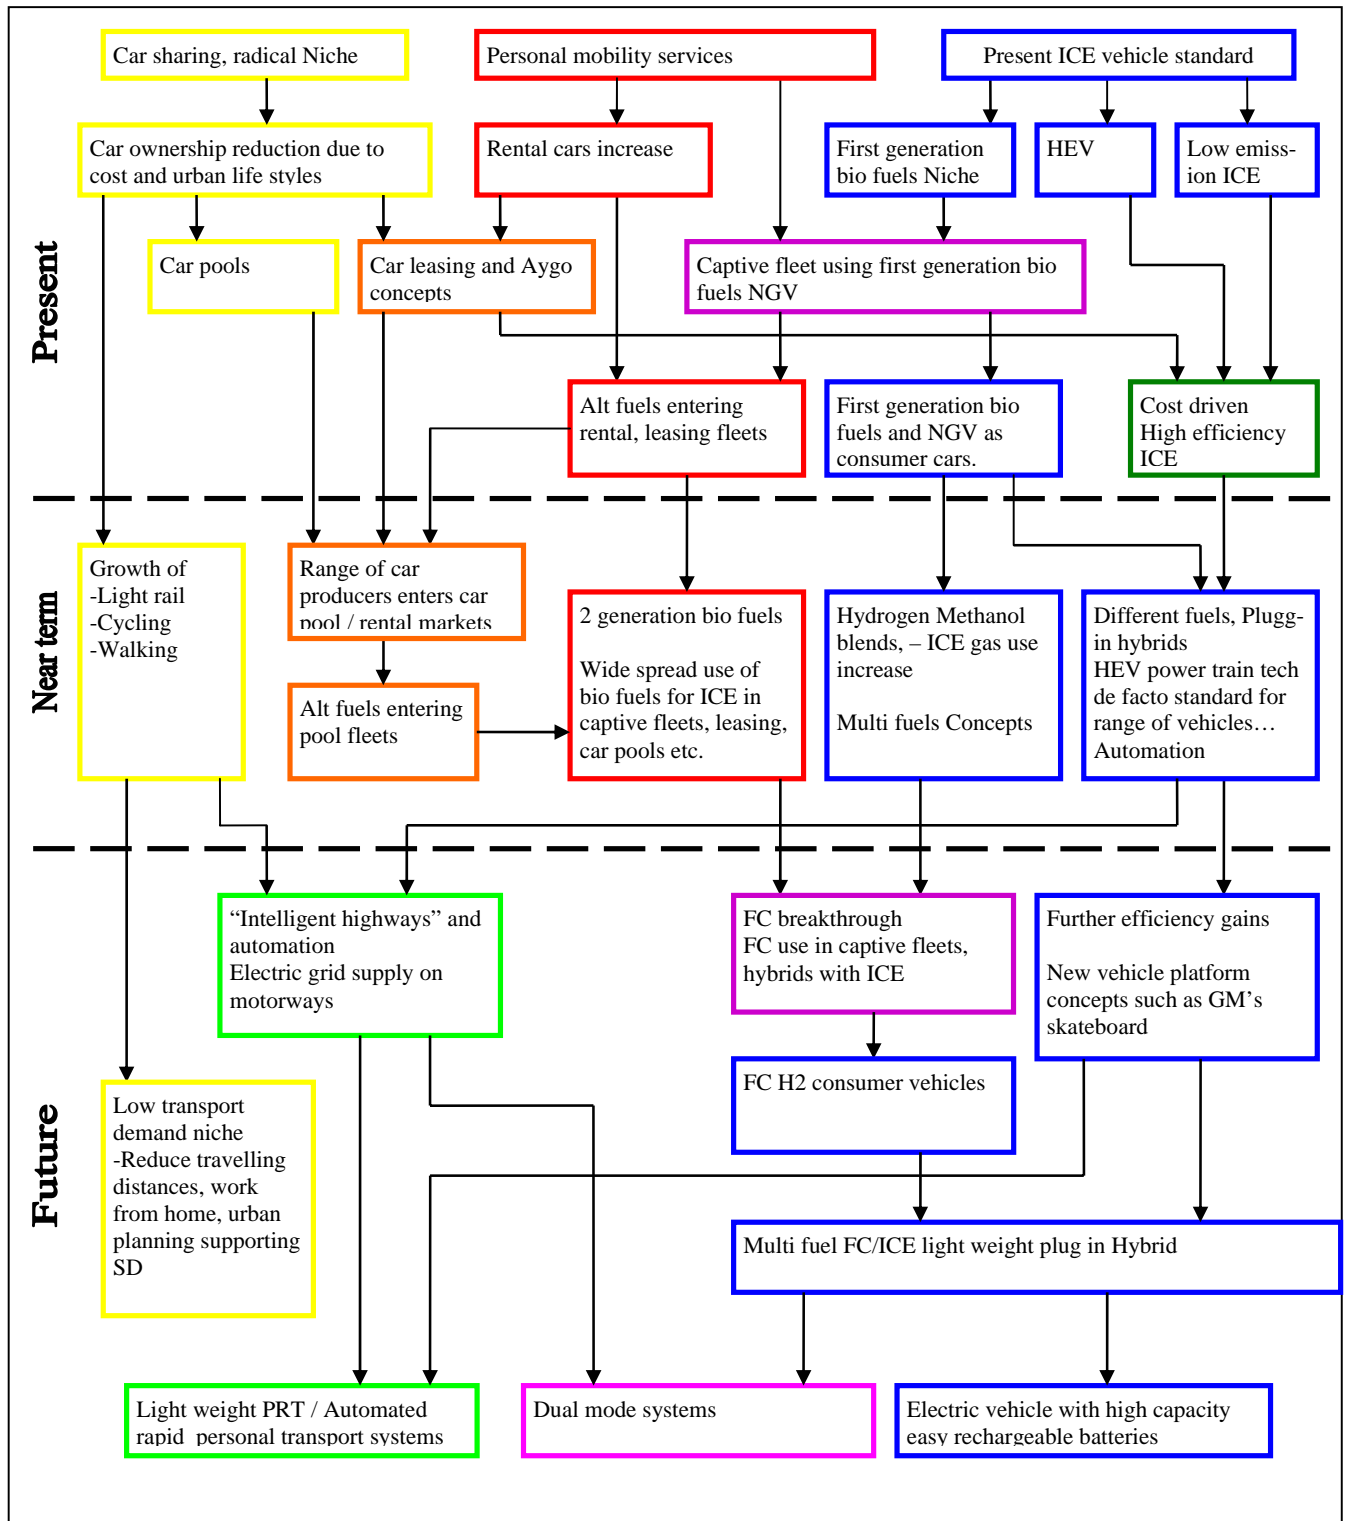 Car sharing, radical Niche
Personal mobility services
Present ICE vehicle standard
Car ownership reduction due to
cost and urban life styles
Rental cars increase
First generation
bio fuels Niche
HEV
Low emiss-
ion ICE
Present
Car pools
Car leasing and Aygo
concepts
Captive fleet using first generation bio
fuels NGV
Alt fuels entering
rental, leasing fleets
First generation bio
fuels and NGV as
consumer cars.
Cost driven
High efficiency
ICE
Near term
Growth of
-Light rail
-Cycling
-Walking
Range of car
producers enters car
pool / rental markets
Alt fuels entering
pool fleets
2 generation bio fuels
Wide spread use of
bio fuels for ICE in
captive fleets, leasing,
car pools etc.
Hydrogen Methanol
blends, – ICE gas use
increase
Multi fuels Concepts
Different fuels, Plugg-
in hybrids
HEV power train tech
de facto standard for
range of vehicles…
Automation
Future
“Intelligent highways” and
automation
Electric grid supply on
motorways
FC breakthrough
FC use in captive fleets,
hybrids with ICE
Further efficiency gains
New vehicle platform
concepts such as GM’s
skateboard
FC H2 consumer vehicles
Low transport
demand niche
-Reduce travelling
distances, work
from home, urban
planning supporting
SD
Multi fuel FC/ICE light weight plug in Hybrid
Light weight PRT / Automated
rapid personal transport systems
Dual mode systems
Electric vehicle with high capacity
easy rechargeable batteries